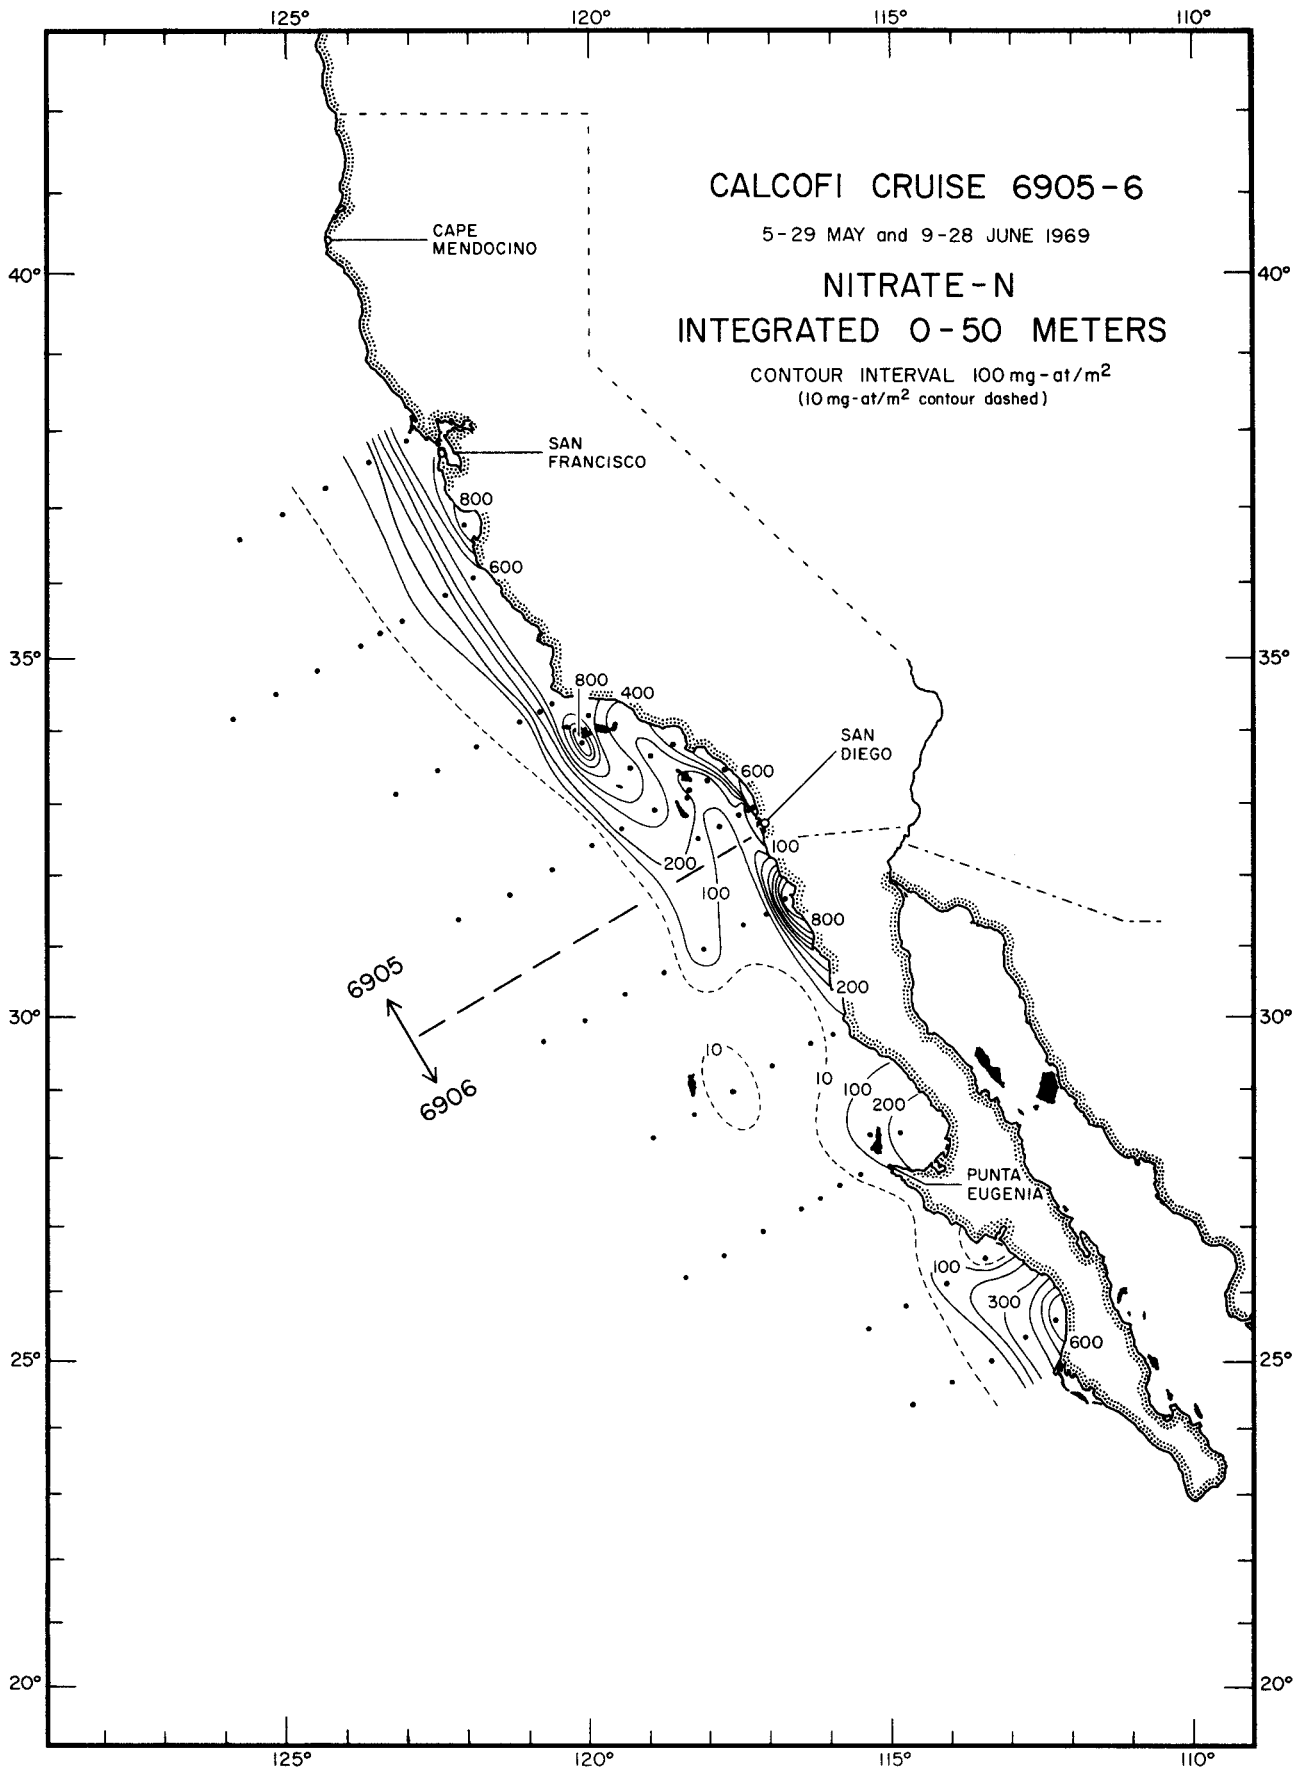 125° 120° 115° 110°
CALCOFI CRUISE 6905-6
5-29 MAY and 9-28 JUNE 1969
NITRATE-N
INTEGRATED 0-50 METERS
CONTOUR INTERVAL 100 mg-at/m²
(10 mg-at/m² contour dashed)
CAPE
MENDOCINO
40° 40°
SAN
FRANCISCO
800
600
35° 35°
800
400
SAN
DIEGO
600
100
200
100
800
6905
200
30° 30°
10
10
100
200
6906
PUNTA
EUGENIA
100
300
600
25° 25°
20° 20°
125° 120° 115° 110°